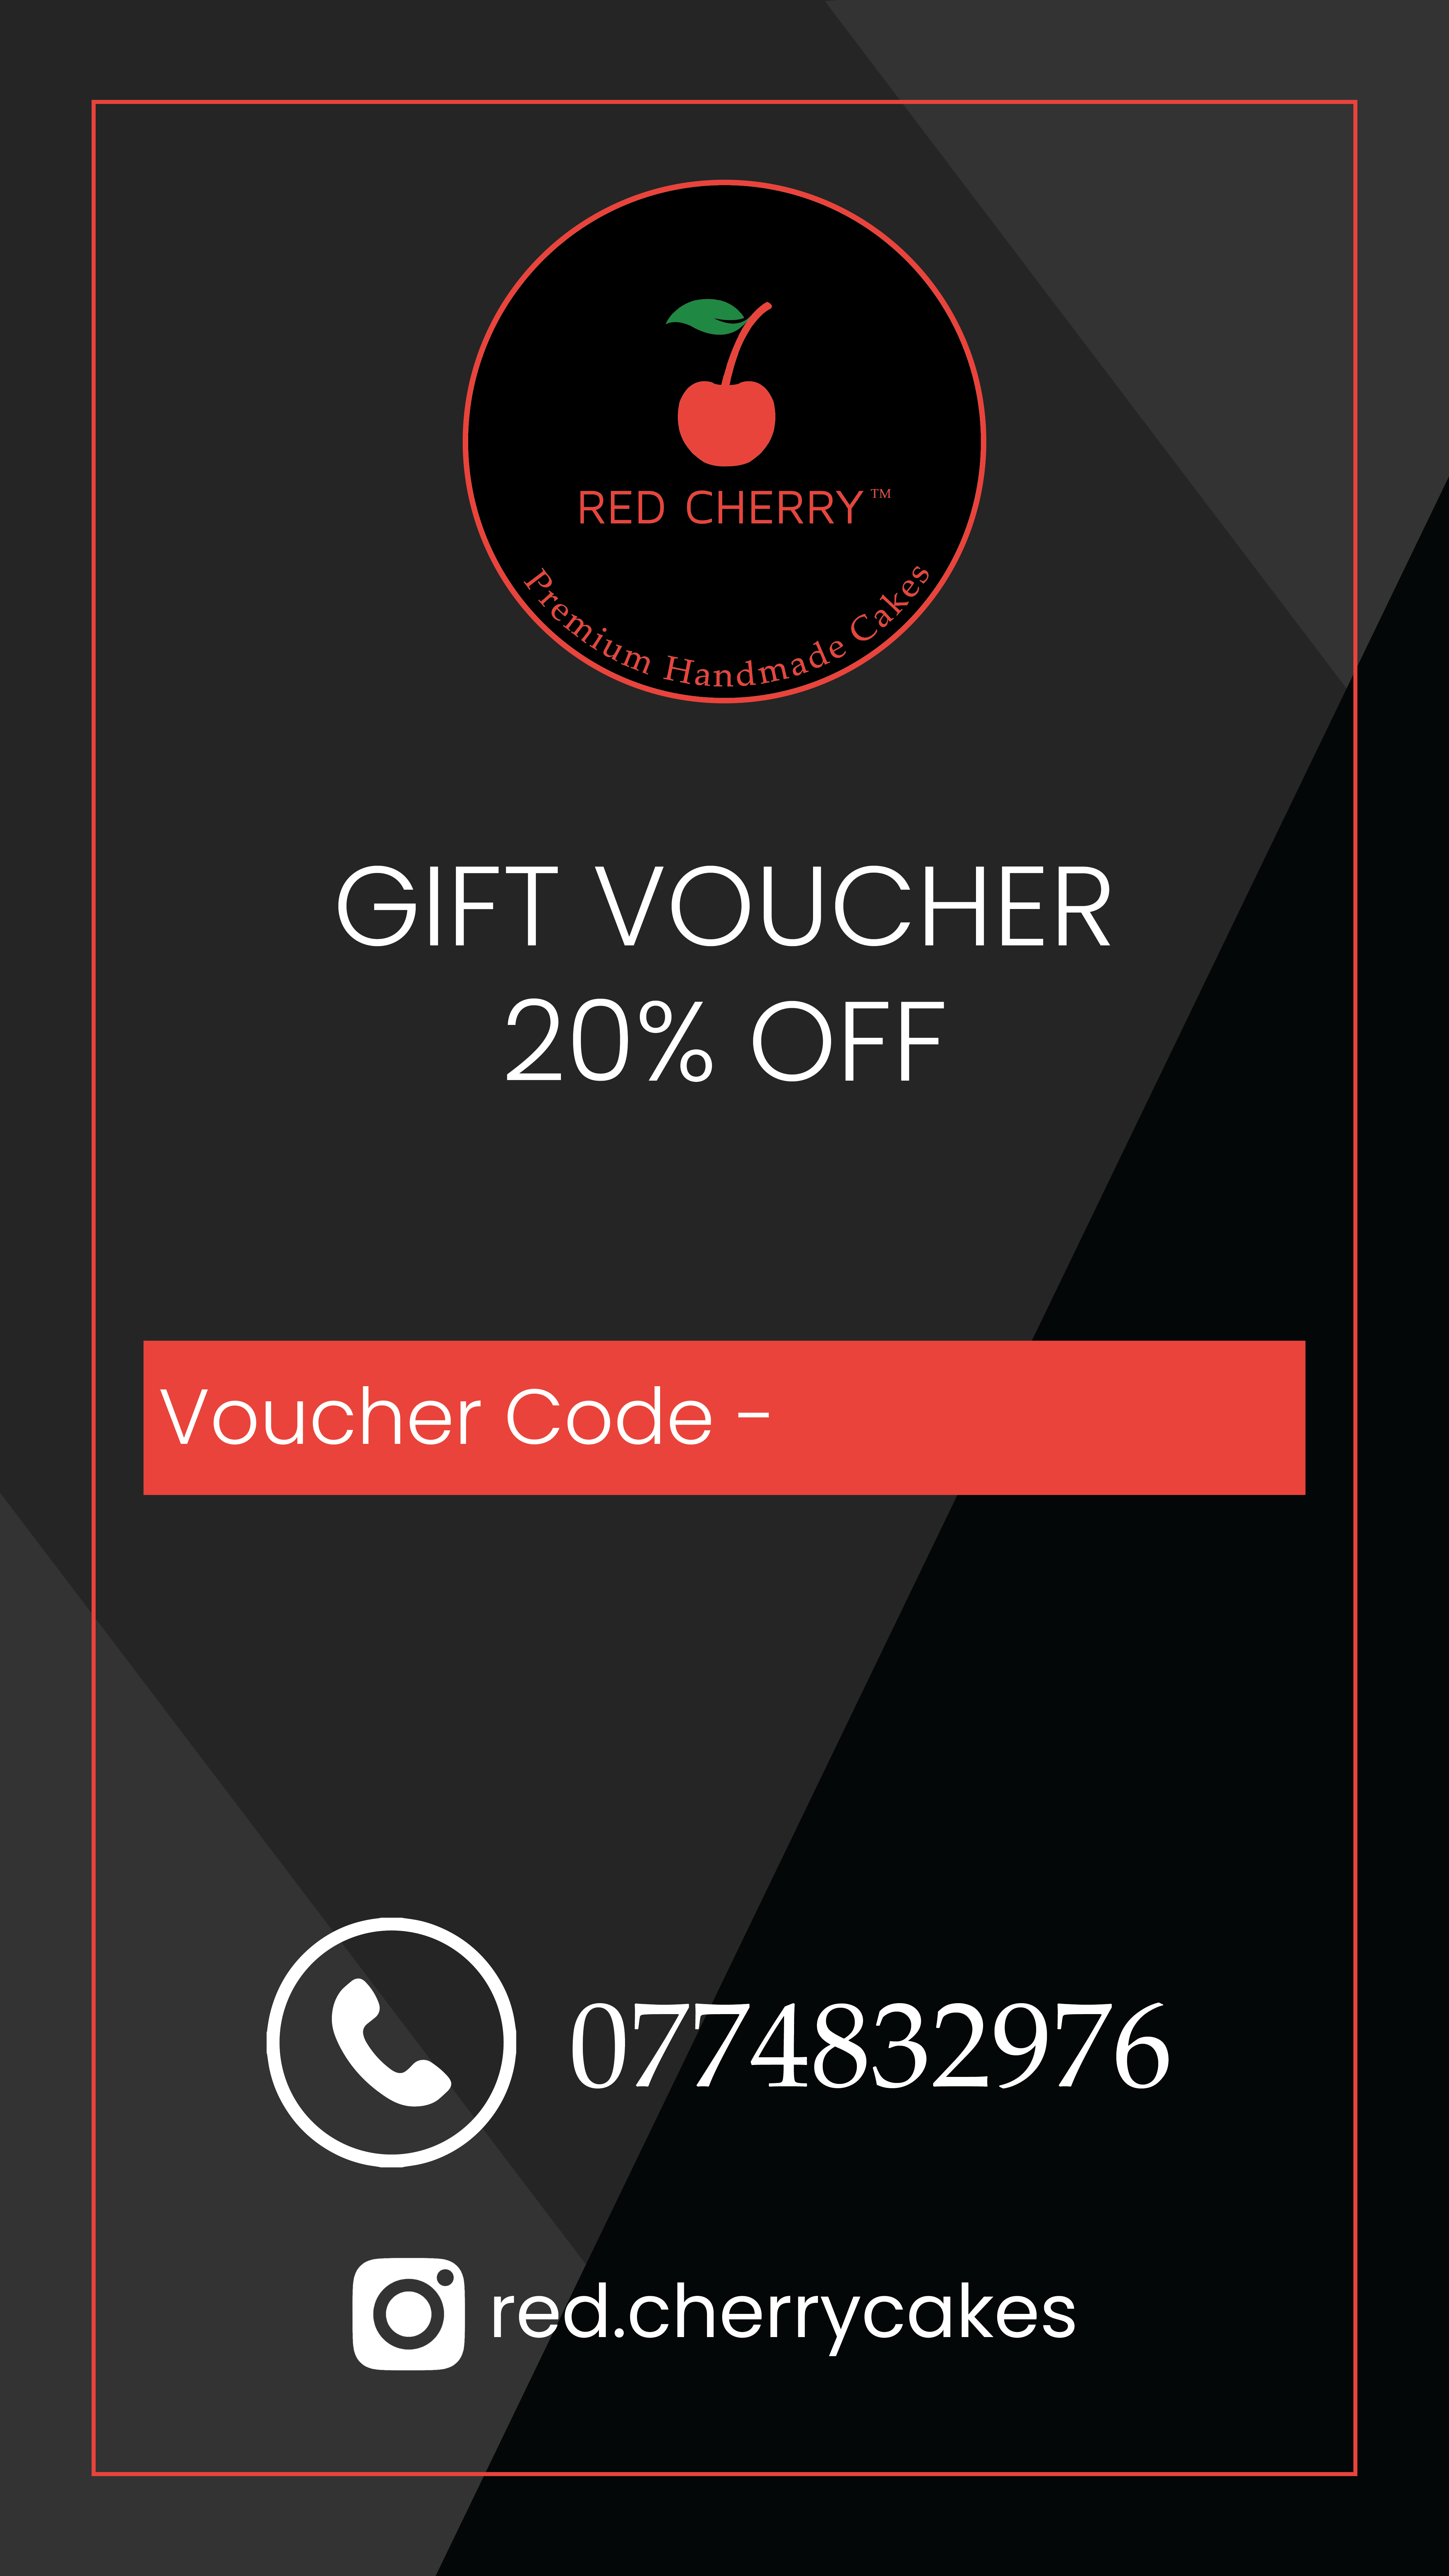 RED CHERRY™
Premium Handmade Cakes
GIFT VOUCHER
20% OFF
Voucher Code -
0774832976
red.cherrycakes